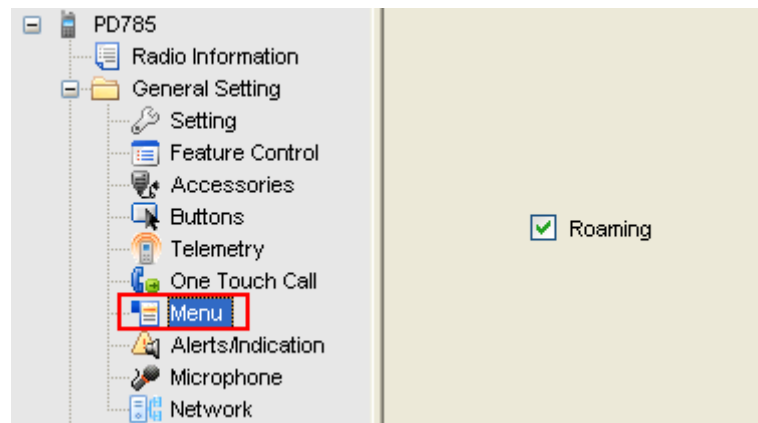 PD785
Radio Information
General Setting
Setting
Feature Control
Accessories
Buttons
Telemetry
One Touch Call
Menu
Alerts/Indication
Microphone
Network
Roaming